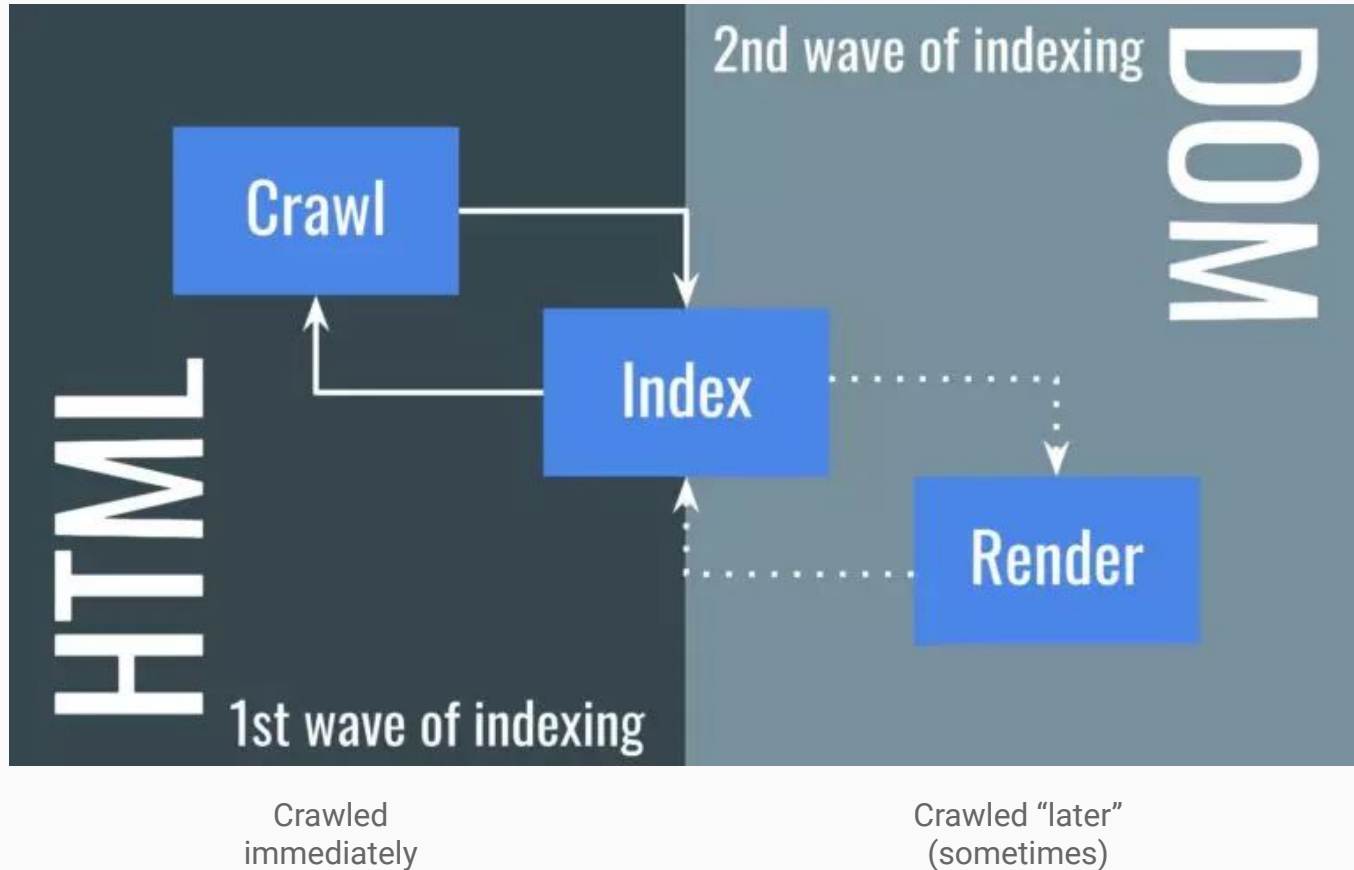 2nd wave of indexing
DOM
Crawl
Index
Render
HTML
1st wave of indexing
Crawled
immediately
Crawled “later”
(sometimes)